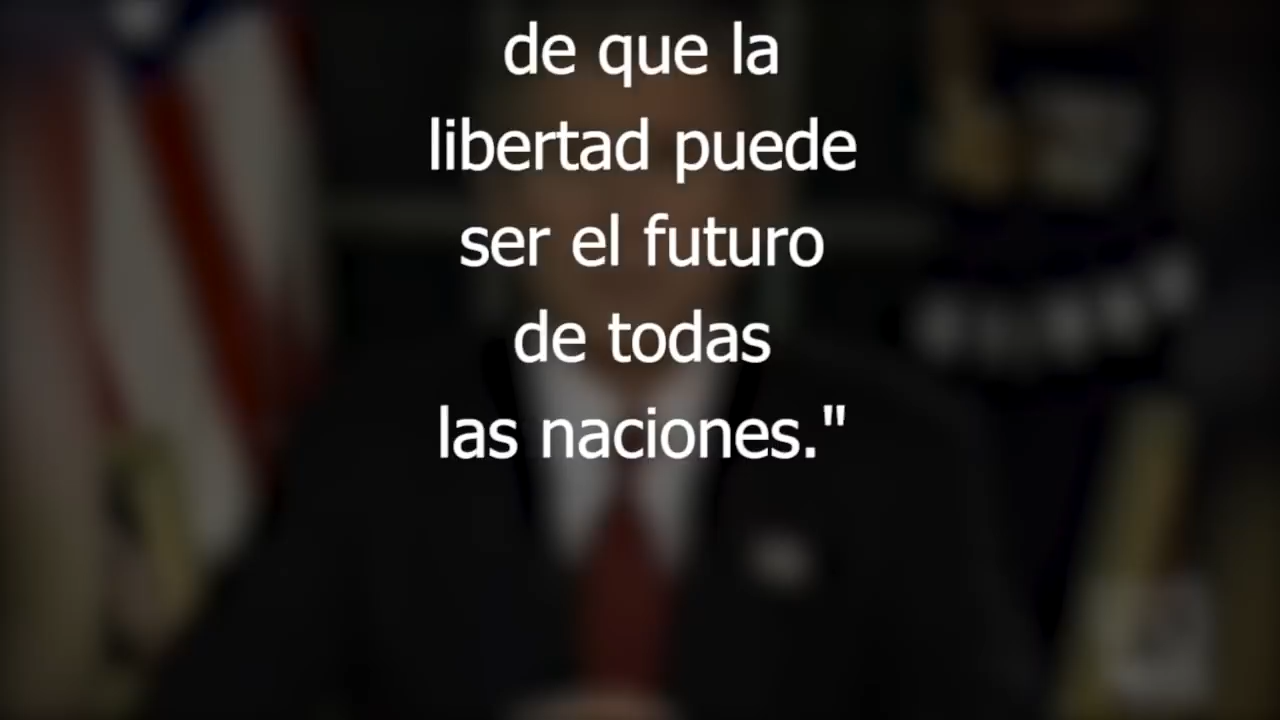 de que la
libertad puede
ser el futuro
de todas
las naciones."